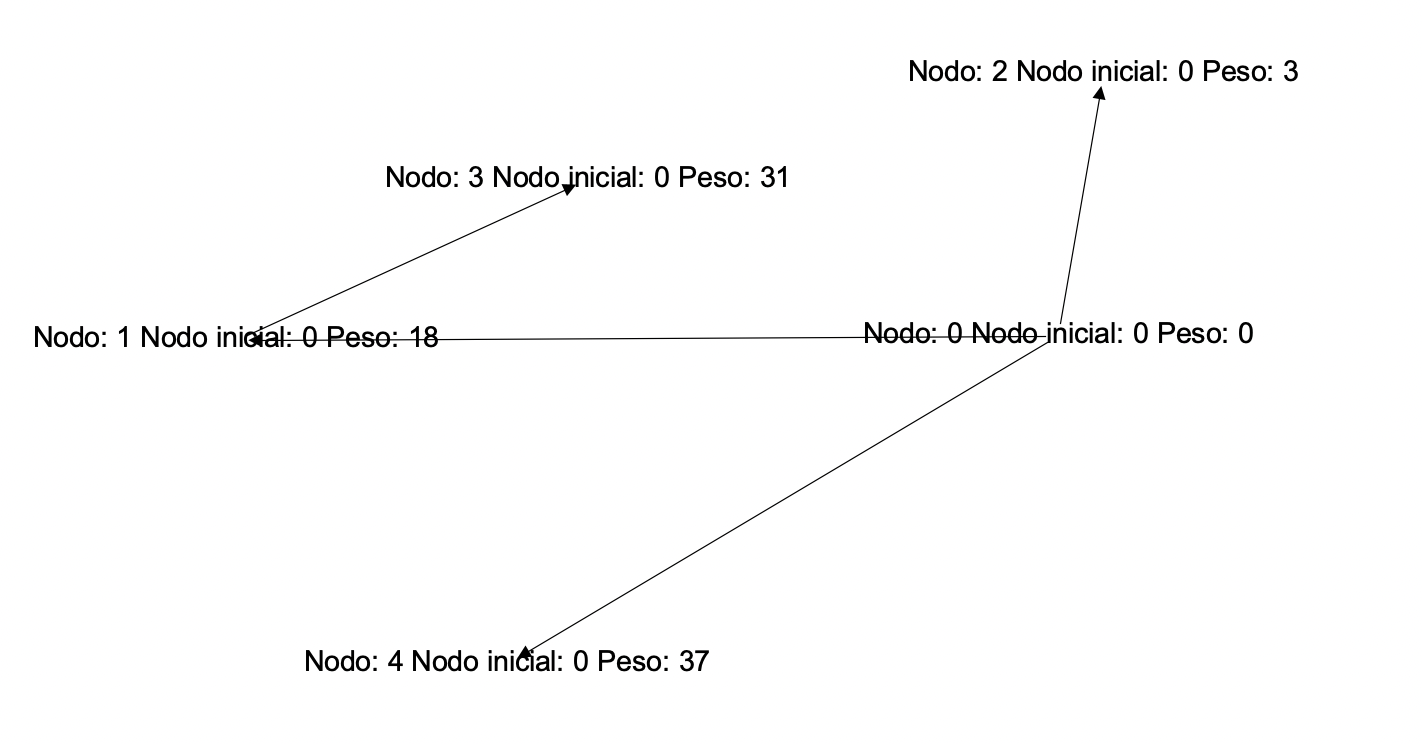 Nodo: 2 Nodo inicial: 0 Peso: 3
Nodo: 3 Nodo inicial: 0 Peso: 31
Nodo: 1 Nodo inicial: 0 Peso: 18
Nodo: 0 Nodo inicial: 0 Peso: 0
Nodo: 4 Nodo inicial: 0 Peso: 37